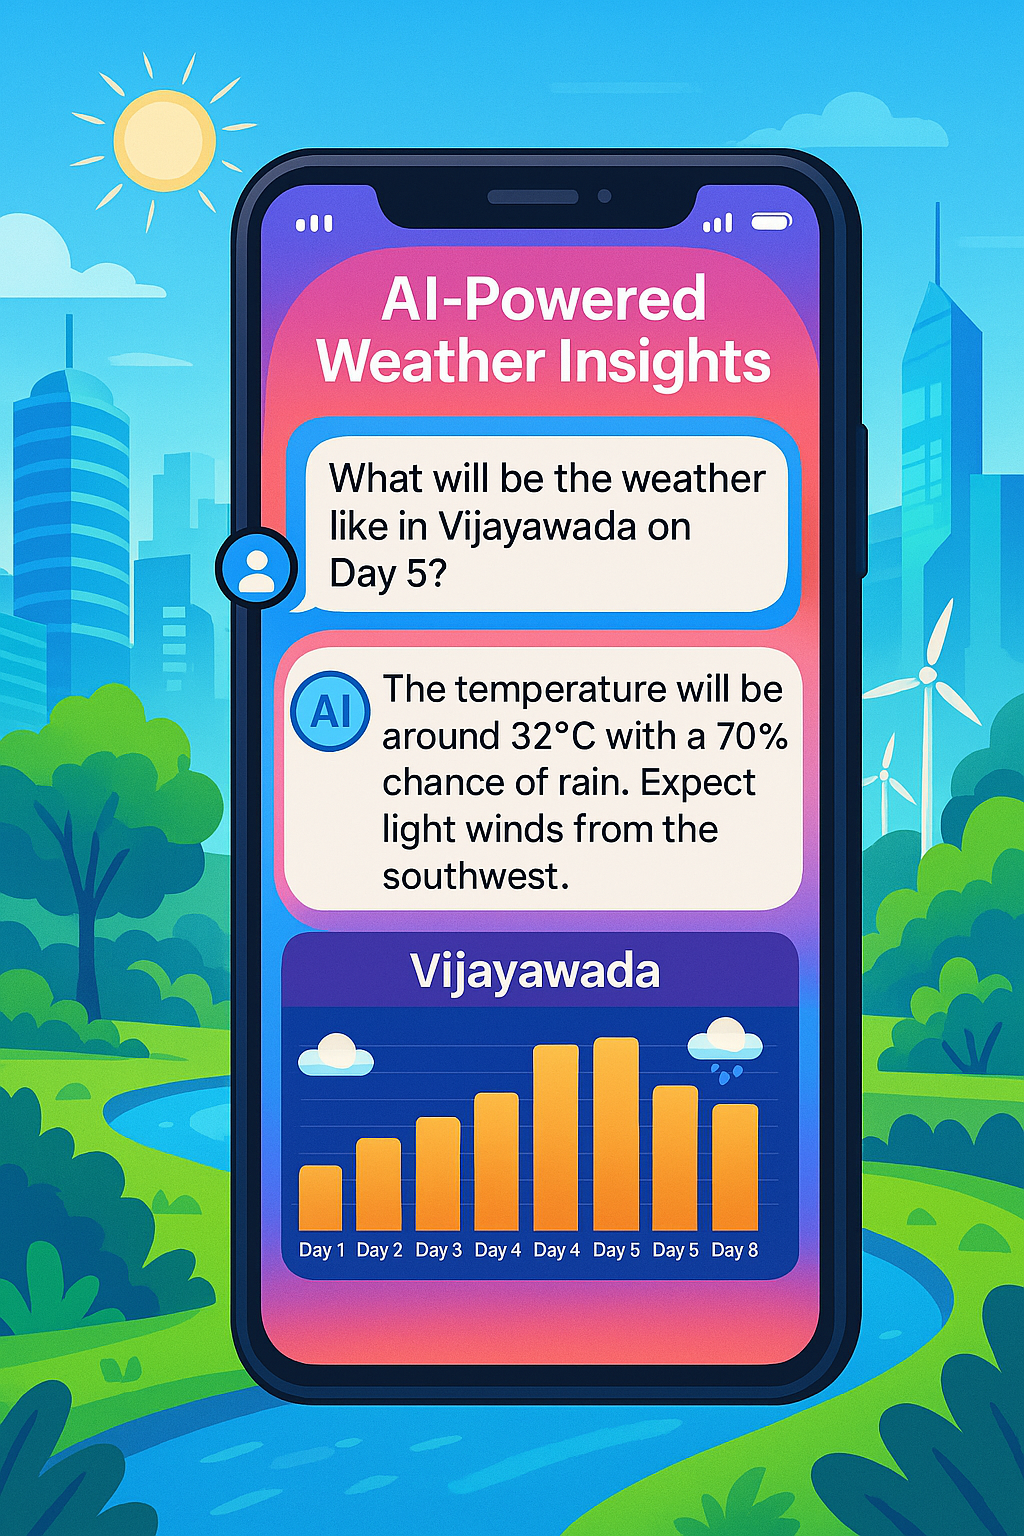 AI-Powered
Weather Insights
What will be the weather
like in Vijayawada on
Day 5?
AI
The temperature will be
around 32°C with a 70%
chance of rain. Expect
light winds from the
southwest.
Vijayawada
Day 1 Day 2 Day 3 Day 4 Day 4 Day 5 Day 5 Day 8